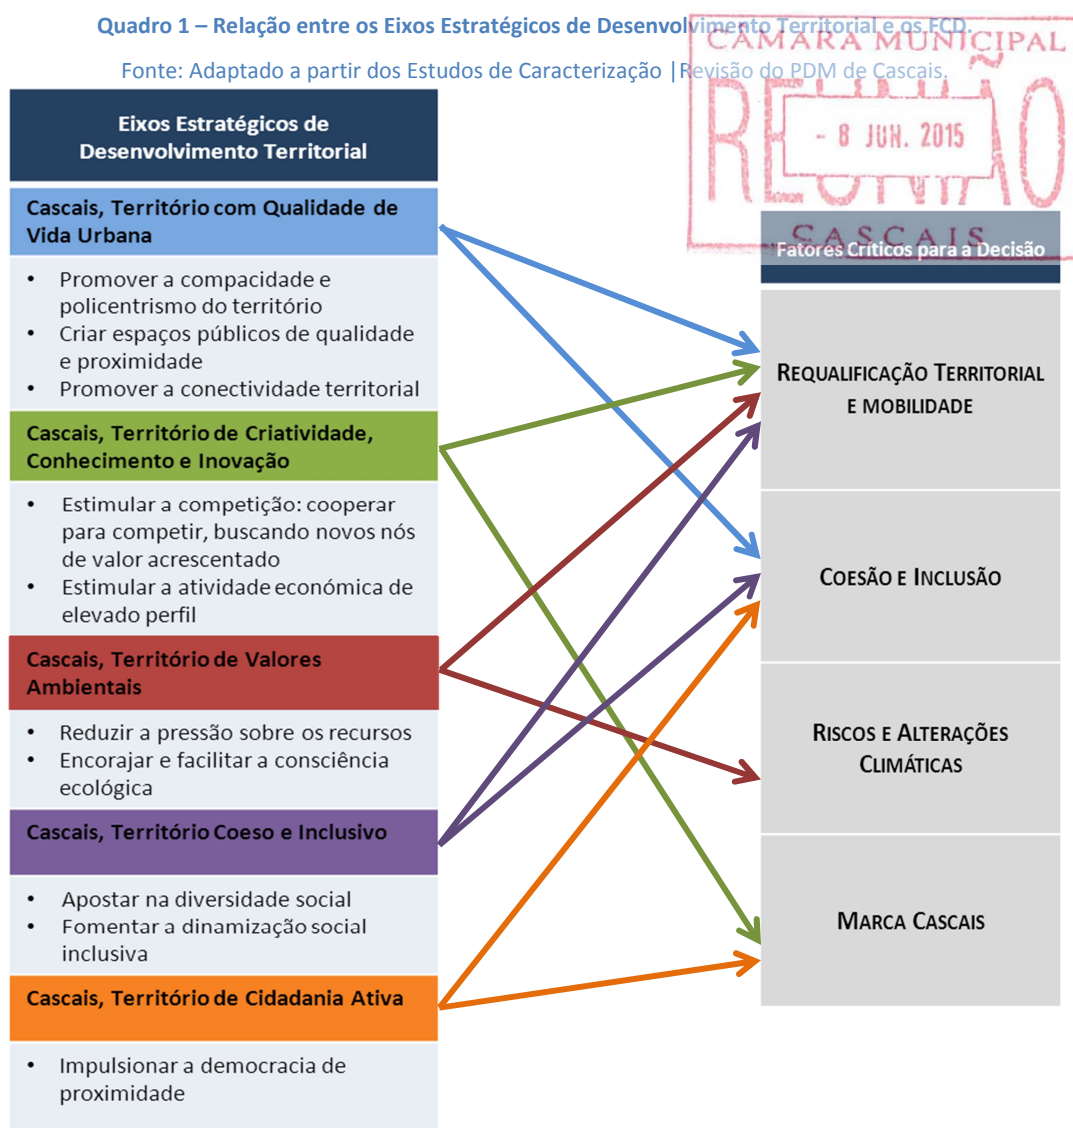 Quadro 1 – Relação entre os Eixos Estratégicos de Desenvolvimento Territorial e os FCD.
Fonte: Adaptado a partir dos Estudos de Caracterização |Revisão do PDM de Cascais.
CÂMARA MUNICIPAL
REUNIÃO
- 8 JUN. 2015
CASCAIS
Eixos Estratégicos de
Desenvolvimento Territorial
Cascais, Território com Qualidade de
Vida Urbana
• Promover a compacidade e
policentrismo do território
• Criar espaços públicos de qualidade
e proximidade
• Promover a conectividade territorial
Cascais, Território de Criatividade,
Conhecimento e Inovação
• Estimular a competição: cooperar
para competir, buscando novos nós
de valor acrescentado
• Estimular a atividade económica de
elevado perfil
Cascais, Território de Valores
Ambientais
• Reduzir a pressão sobre os recursos
• Encorajar e facilitar a consciência
ecológica
Cascais, Território Coeso e Inclusivo
• Apostar na diversidade social
• Fomentar a dinamização social
inclusiva
Cascais, Território de Cidadania Ativa
• Impulsionar a democracia de
proximidade
Fatores Críticos para a Decisão
REQUALIFICAÇÃO TERRITORIAL
E MOBILIDADE
COESÃO E INCLUSÃO
RISCOS E ALTERAÇÕES
CLIMÁTICAS
MARCA CASCAIS